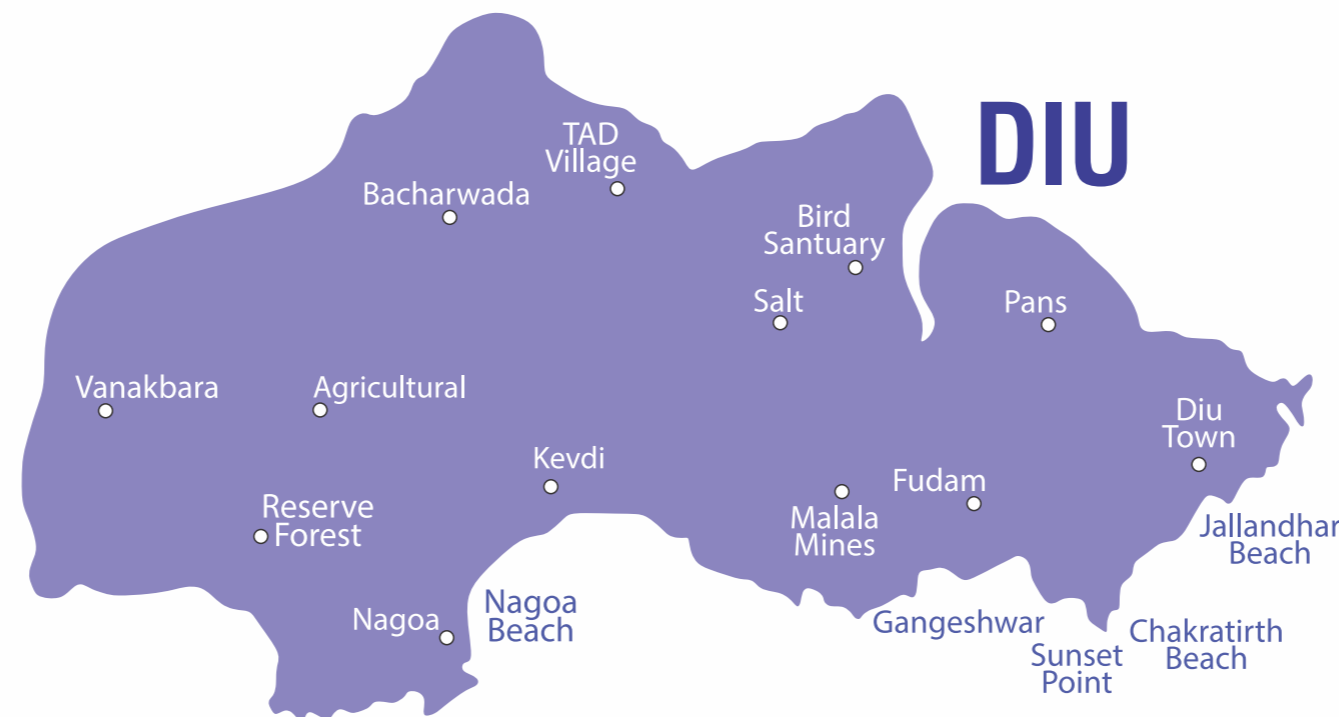 DIU
TAD
Village
Bacharwada
Bird
Santuary
Salt
Pans
Vanakbara
Agricultural
Diu
Town
Kevdi
Fudam
Reserve
Forest
Malala
Mines
Jallandhar
Beach
Nagoa
Nagoa
Beach
Gangeshwar
Sunset
Point
Chakratirth
Beach